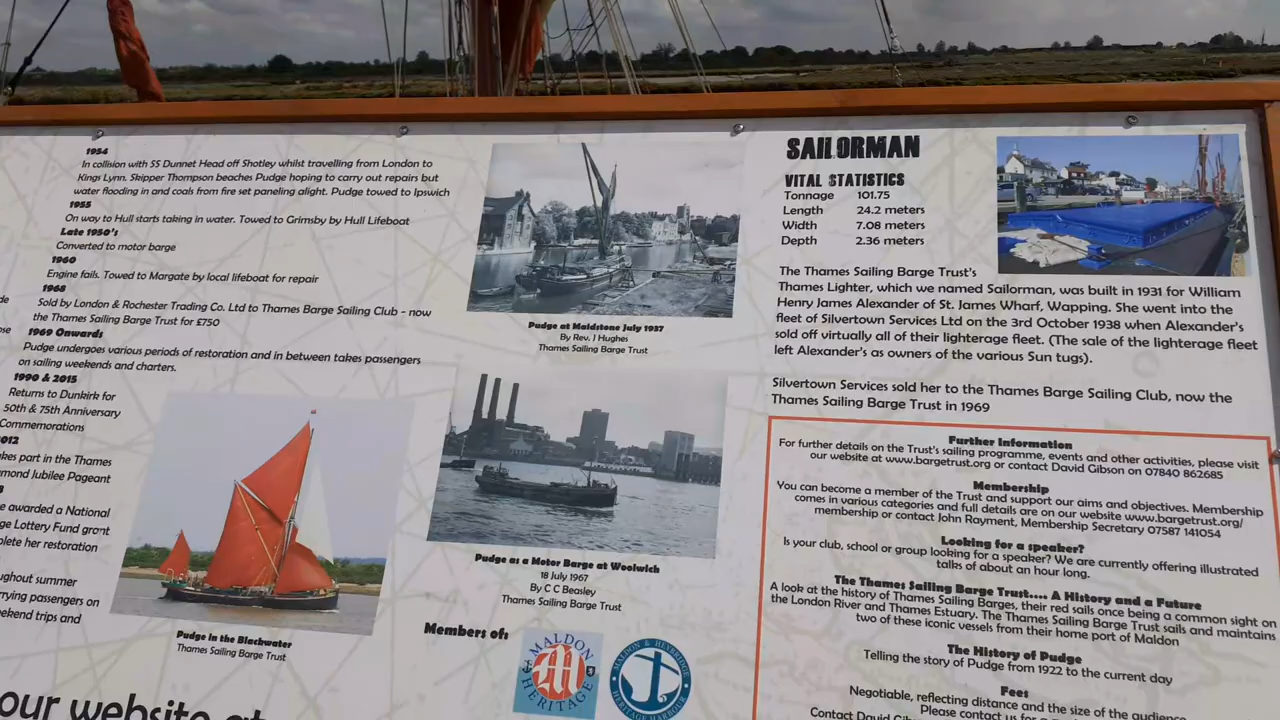 1954
In collision with SS Dunnet Head off Shotley whilst travelling from London to
Kings Lynn. Skipper Thompson beaches Pudge hoping to carry out repairs but
water flooding in and coals from fire set paneling alight. Pudge towed to Ipswich
1955
On way to Hull starts taking in water. Towed to Grimsby by Hull Lifeboat
Late 1950's
Converted to motor barge
1960
Engine fails. Towed to Margate by local lifeboat for repair
1968
Sold by London & Rochester Trading Co. Ltd to Thames Barge Sailing Club - now
the Thames Sailing Barge Trust for £750
1969 Onwards
Pudge undergoes various periods of restoration and in between takes passengers
on sailing weekends and charters.
1990 & 2015
Returns to Dunkirk for
50th & 75th Anniversary
Commemorations
2012
part in the Thames
Jubilee Pageant
awarded a National
Lottery Fund grant
her restoration
summer
passengers on
trips and
Pudge in the Blackwater
Thames Sailing Barge Trust
our website at
Pudge at Maidstone July 1937
By Rev, I Hughes
Thames Sailing Barge Trust
Pudge as a Motor Barge at Woolwich
18 July 1967
By C C Beasley
Thames Sailing Barge Trust
Members of:
MALDON
HERITAGE
MALDON & HEYBRIDGE
HERITAGE HARBOUR
SAILORMAN
VITAL STATISTICS
Tonnage 101.75
Length 24.2 meters
Width 7.08 meters
Depth 2.36 meters
The Thames Sailing Barge Trust's
Thames Lighter, which we named Sailorman, was built in 1931 for William
Henry James Alexander of St. James Wharf, Wapping. She went into the
fleet of Silvertown Services Ltd on the 3rd October 1938 when Alexander's
sold off virtually all of their lighterage fleet. (The sale of the lighterage fleet
left Alexander's as owners of the various Sun tugs).
Silvertown Services sold her to the Thames Barge Sailing Club, now the
Thames Sailing Barge Trust in 1969
Further Information
For further details on the Trust's sailing programme, events and other activities, please visit
our website at www.bargetrust.org or contact David Gibson on 07840 862685
Membership
You can become a member of the Trust and support our aims and objectives. Membership
comes in various categories and full details are on our website www.bargetrust.org/
membership or contact John Rayment, Membership Secretary 07587 141054
Looking for a speaker?
Is your club, school or group looking for a speaker? We are currently offering illustrated
talks of about an hour long.
The Thames Sailing Barge Trust.... A History and a Future
A look at the history of Thames Sailing Barges, their red sails once being a common sight on
the London River and Thames Estuary. The Thames Sailing Barge Trust sails and maintains
two of these iconic vessels from their home port of Maldon
The History of Pudge
Telling the story of Pudge from 1922 to the current day
Fees
Negotiable, reflecting distance and the size of the audience
Please contact us for a
Contact David